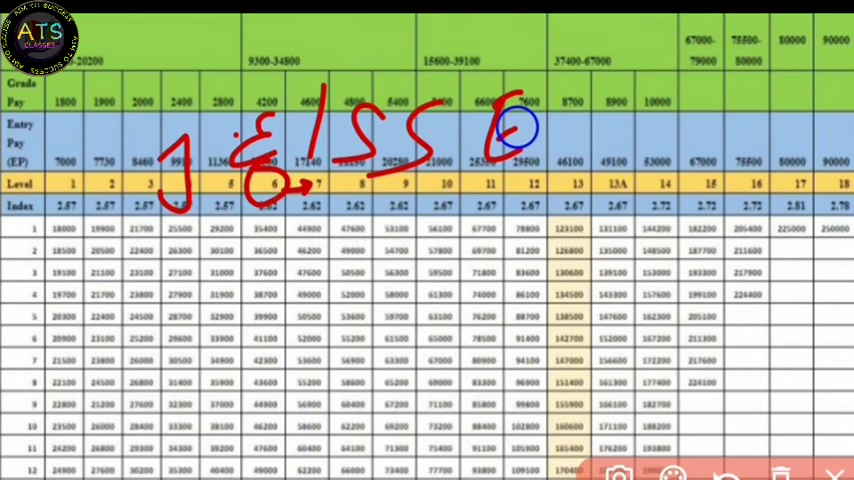 ATS
CLASSES
AIM TO SUCCESS
-20200 9300-34800 15600-39100 37400-67000 67000-79000 75500-80000 80000 90000
Grade Pay 1800 1900 2000 2400 2800 4200 4600 4800 5400 6600 7600 8700 8900 10000
Entry Pay (EP) 7000 7730 8460 17140 20280 21000 29500 46100 49100 53000 67000 75500 80000 90000
Level 1 2 3 5 6 7 8 9 10 11 12 13 13A 14 15 16 17 18
Index 2.57 2.57 2.57 2.57 2.62 2.62 2.62 2.62 2.67 2.67 2.67 2.67 2.67 2.72 2.72 2.72 2.81 2.78
1 18000 19900 21700 25500 29200 35400 44900 47600 53100 56100 67700 78800 123100 131100 144200 182200 205400 225000 250000
2 18500 20500 22400 26300 30100 36500 46200 49000 54700 57800 69700 81200 126800 135000 148500 187700 211600
3 19100 21100 23100 27100 31000 37600 47600 50500 56300 59500 71800 83600 130600 139100 153000 193300 217900
4 19700 21700 23800 27900 31900 38700 49000 52000 58000 61300 74000 86100 134500 143300 157600 199100 224400
5 20300 22400 24500 28700 32900 39900 50500 53600 59700 63100 76200 88700 138500 147600 162300 205100
6 20900 23100 25200 29600 33900 41100 52000 55200 61500 65000 78500 91400 142700 152000 167200 211300
7 21500 23800 26000 30500 34900 42300 53600 56900 63300 67000 80900 94100 147000 156600 172200 217600
8 22100 24500 26800 31400 35900 43600 55200 58600 65200 69000 83300 96900 151400 161300 177400 224100
9 22800 25200 27600 32300 37000 44900 56900 60400 67200 71100 85800 99800 155900 166100 182700
10 23500 26000 28400 33300 38100 46200 58600 62200 69200 73200 88400 102800 160600 171100 188200
11 24200 26800 29300 34300 39200 47600 60400 64100 71300 75400 91100 105900 165400 176200 193800
12 24900 27600 30200 35300 40400 49000 62200 66000 73400 77700 93800 109100